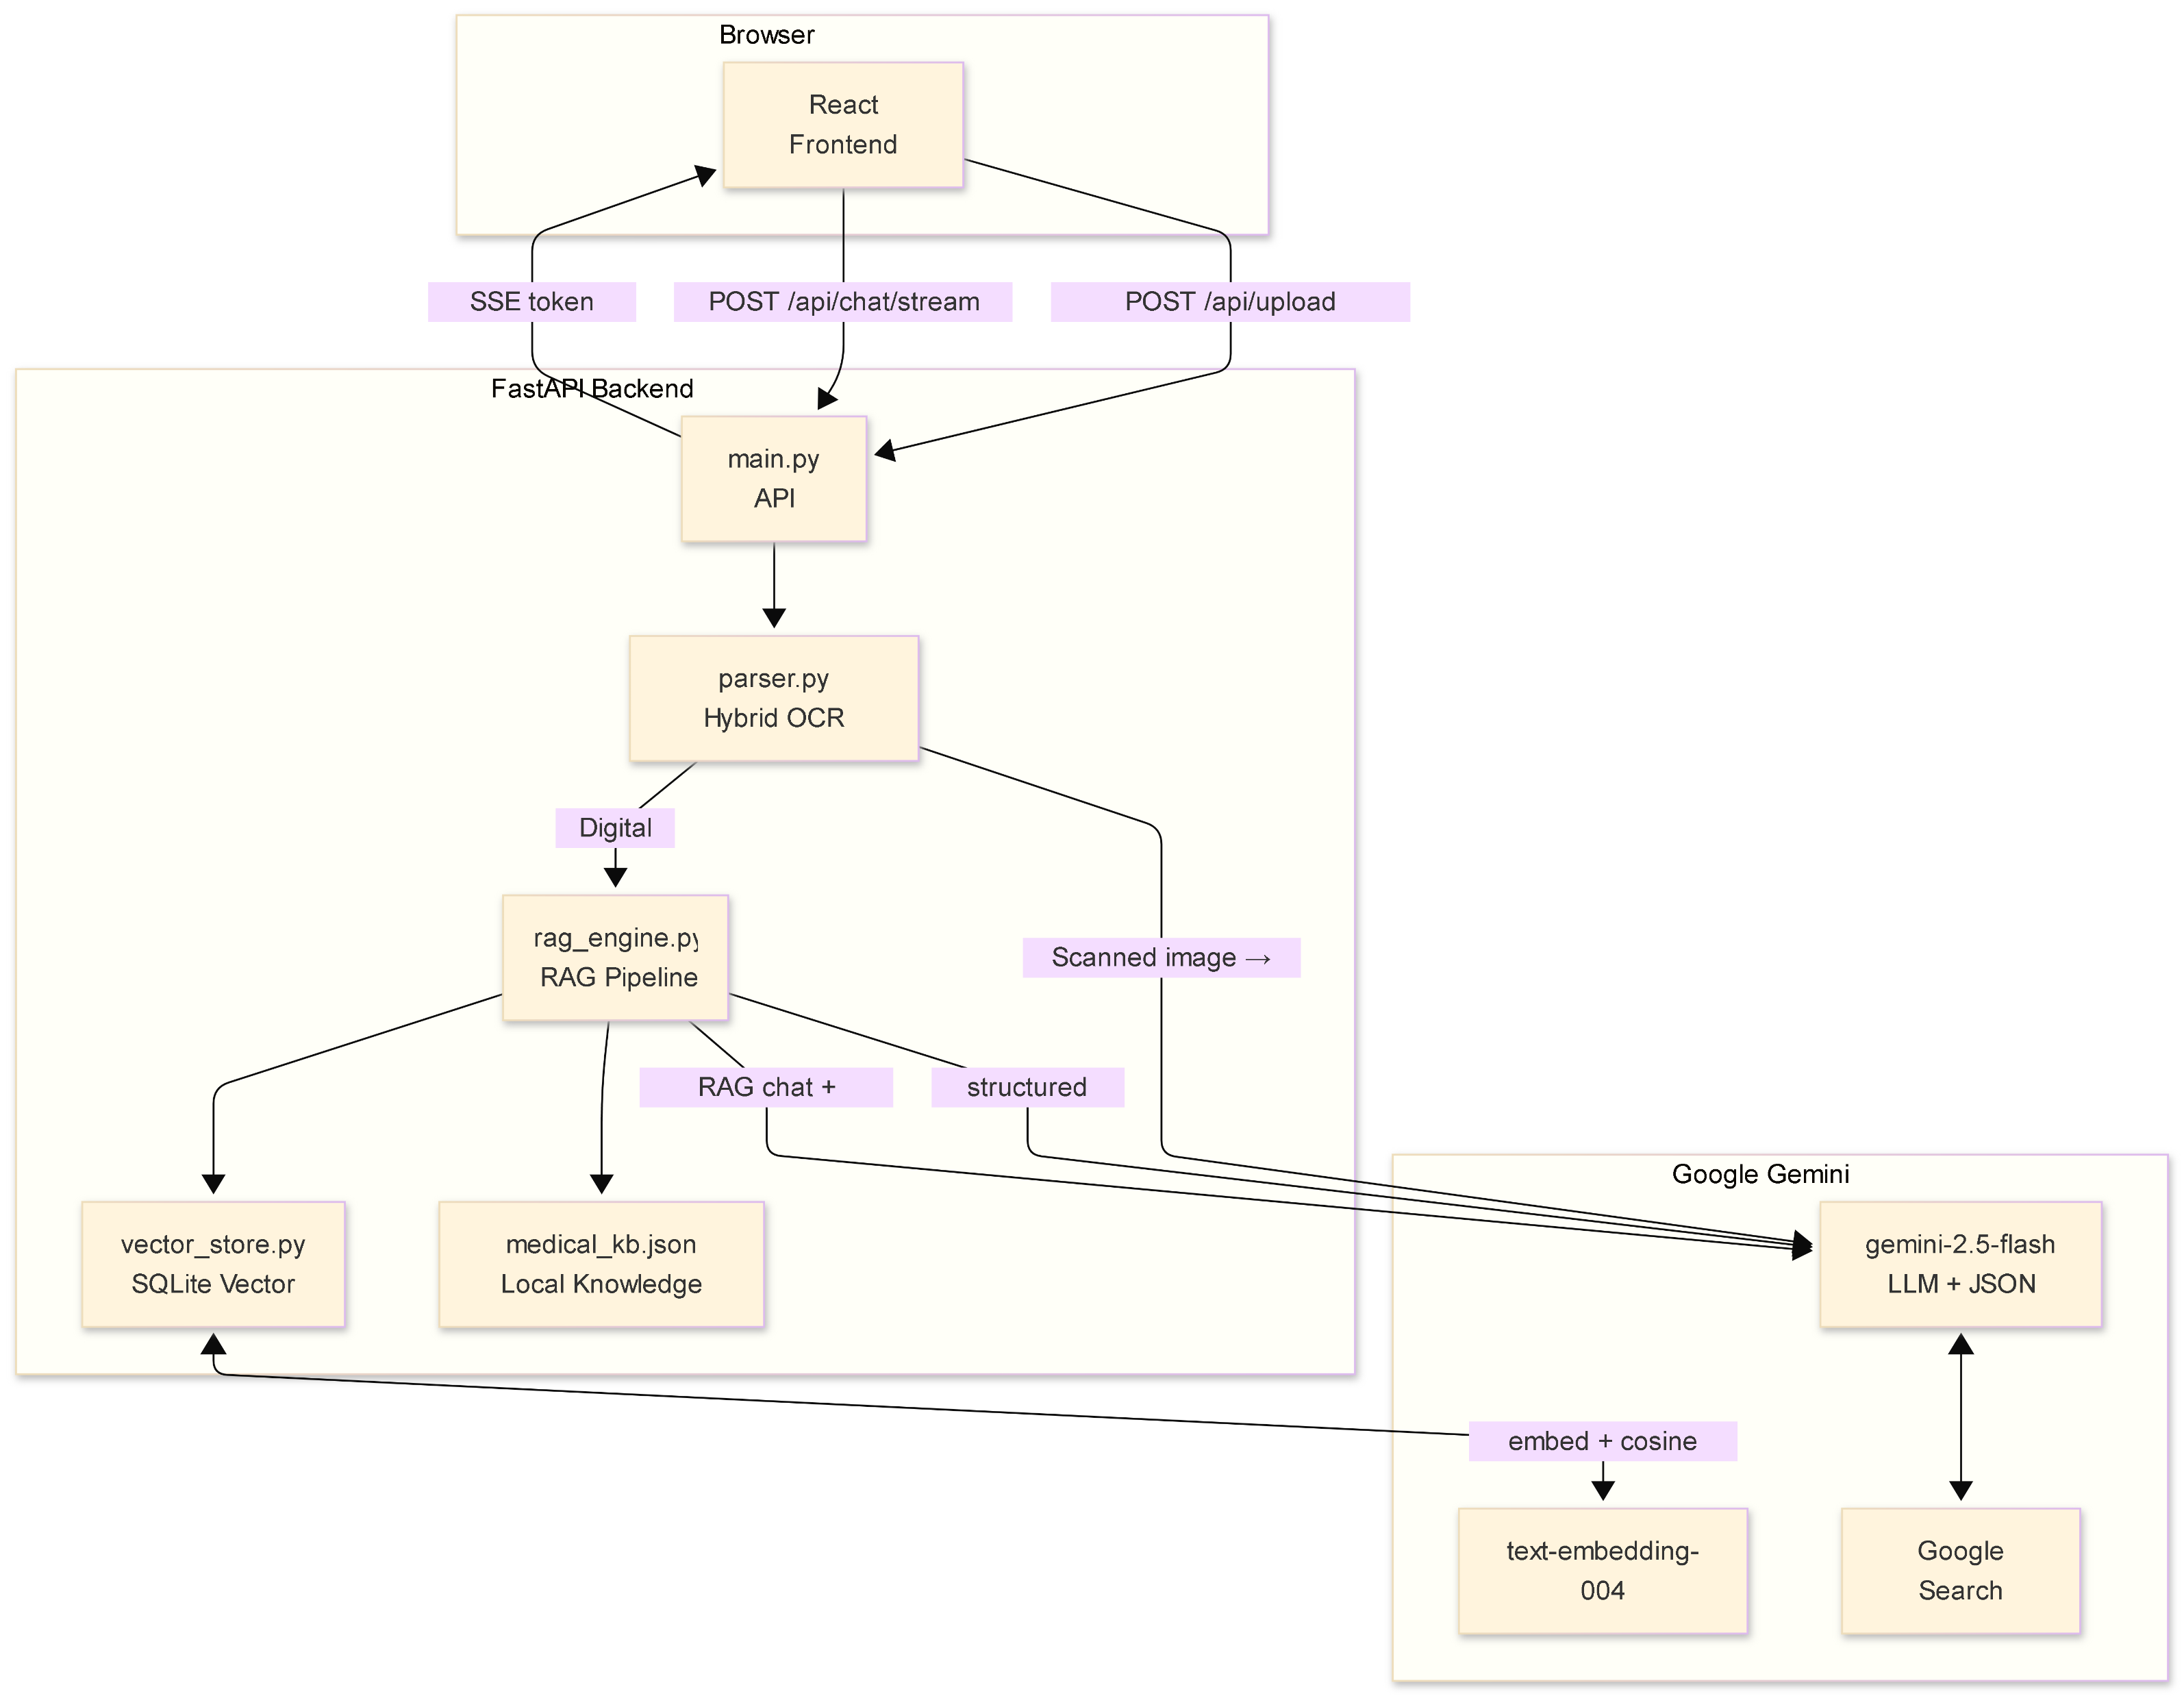 Browser
React
Frontend
SSE token
POST /api/chat/stream
POST /api/upload
FastAPI Backend
main.py
API
parser.py
Hybrid OCR
Digital
rag_engine.py
RAG Pipeline
Scanned image →
RAG chat +
structured
Google Gemini
vector_store.py
SQLite Vector
medical_kb.json
Local Knowledge
gemini-2.5-flash
LLM + JSON
embed + cosine
text-embedding-
004
Google
Search